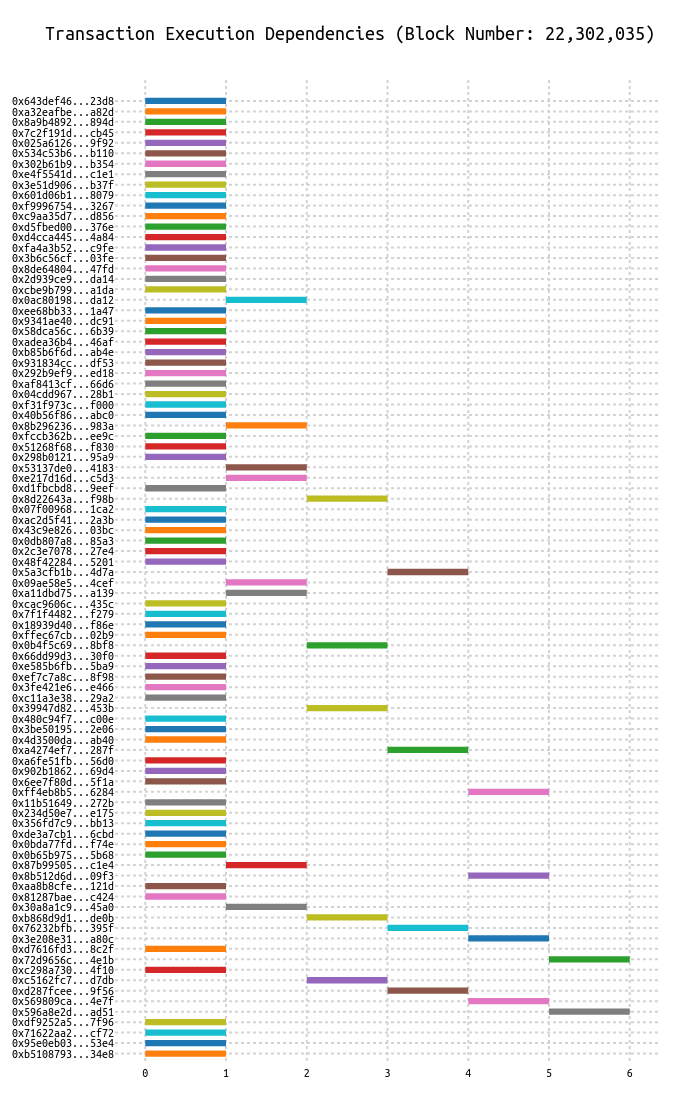 Transaction Execution Dependencies (Block Number: 22,302,035)
0x643def46...23d8
0xa32eafbe...a82d
0x8a9b4892...894d
0x7c2f191d...cb45
0x025a6126...9f92
0x534c53b6...b110
0x302b61b9...b354
0xe4f5541d...c1e1
0x3e51d906...b37f
0x601d06b1...8079
0xf9996754...3267
0xc9aa35d7...d856
0xd5fbed00...376e
0xd4cca445...4a84
0xfa4a3b52...c9fe
0x3b6c56cf...03fe
0x8de64804...47fd
0x2d939ce9...da14
0xcbe9b799...a1da
0x0ac80198...da12
0xee68bb33...1a47
0x9341ae40...dc91
0x58dca56c...6b39
0xadea36b4...46af
0xb85b6f6d...ab4e
0x931834cc...df53
0x292b9ef9...ed18
0xaf8413cf...66d6
0x04cdd967...28b1
0xf31f973c...f000
0x40b56f86...abc0
0x8b296236...983a
0xfccb362b...ee9c
0x51268f68...f830
0x298b0121...95a9
0x53137de0...4183
0xe217d16d...c5d3
0xd1fbcbd8...9eef
0x8d22643a...f98b
0x07f00968...1ca2
0xac2d5f41...2a3b
0x43c9e826...03bc
0x0db807a8...85a3
0x2c3e7078...27e4
0x48f42284...5201
0x5a3cfb1b...4d7a
0x09ae58e5...4cef
0xa11dbd75...a139
0xcac9606c...435c
0x7f1f4482...f279
0x18939d40...f86e
0xffec67cb...02b9
0x0b4f5c69...8bf8
0x66dd99d3...30f0
0xe585b6fb...5ba9
0xef7c7a8c...8f98
0x3fe421e6...e466
0xc11a3e38...29a2
0x39947d82...453b
0x480c94f7...c00e
0x3be50195...2e06
0x4d3500da...ab40
0xa4274ef7...287f
0xa6fe51fb...56d0
0x902b1862...69d4
0x6ee7f80d...5f1a
0xff4eb8b5...6284
0x11b51649...272b
0x234d50e7...e175
0x356fd7c9...bb13
0xde3a7cb1...6cbd
0x0bda77fd...f74e
0x0b65b975...5b68
0x87b99505...c1e4
0x8b512d6d...09f3
0xaa8b8cfe...121d
0x81287bae...c424
0x30a8a1c9...45a0
0xb868d9d1...de0b
0x76232bfb...395f
0x3e208e31...a80c
0xd7616fd3...8c2f
0x72d9656c...4e1b
0xc298a730...4f10
0xc5162fc7...d7db
0xd287fcee...9f56
0x569809ca...4e7f
0x596a8e2d...ad51
0xdf9252a5...7f96
0x71622aa2...cf72
0x95e0eb03...53e4
0xb5108793...34e8
0 1 2 3 4 5 6